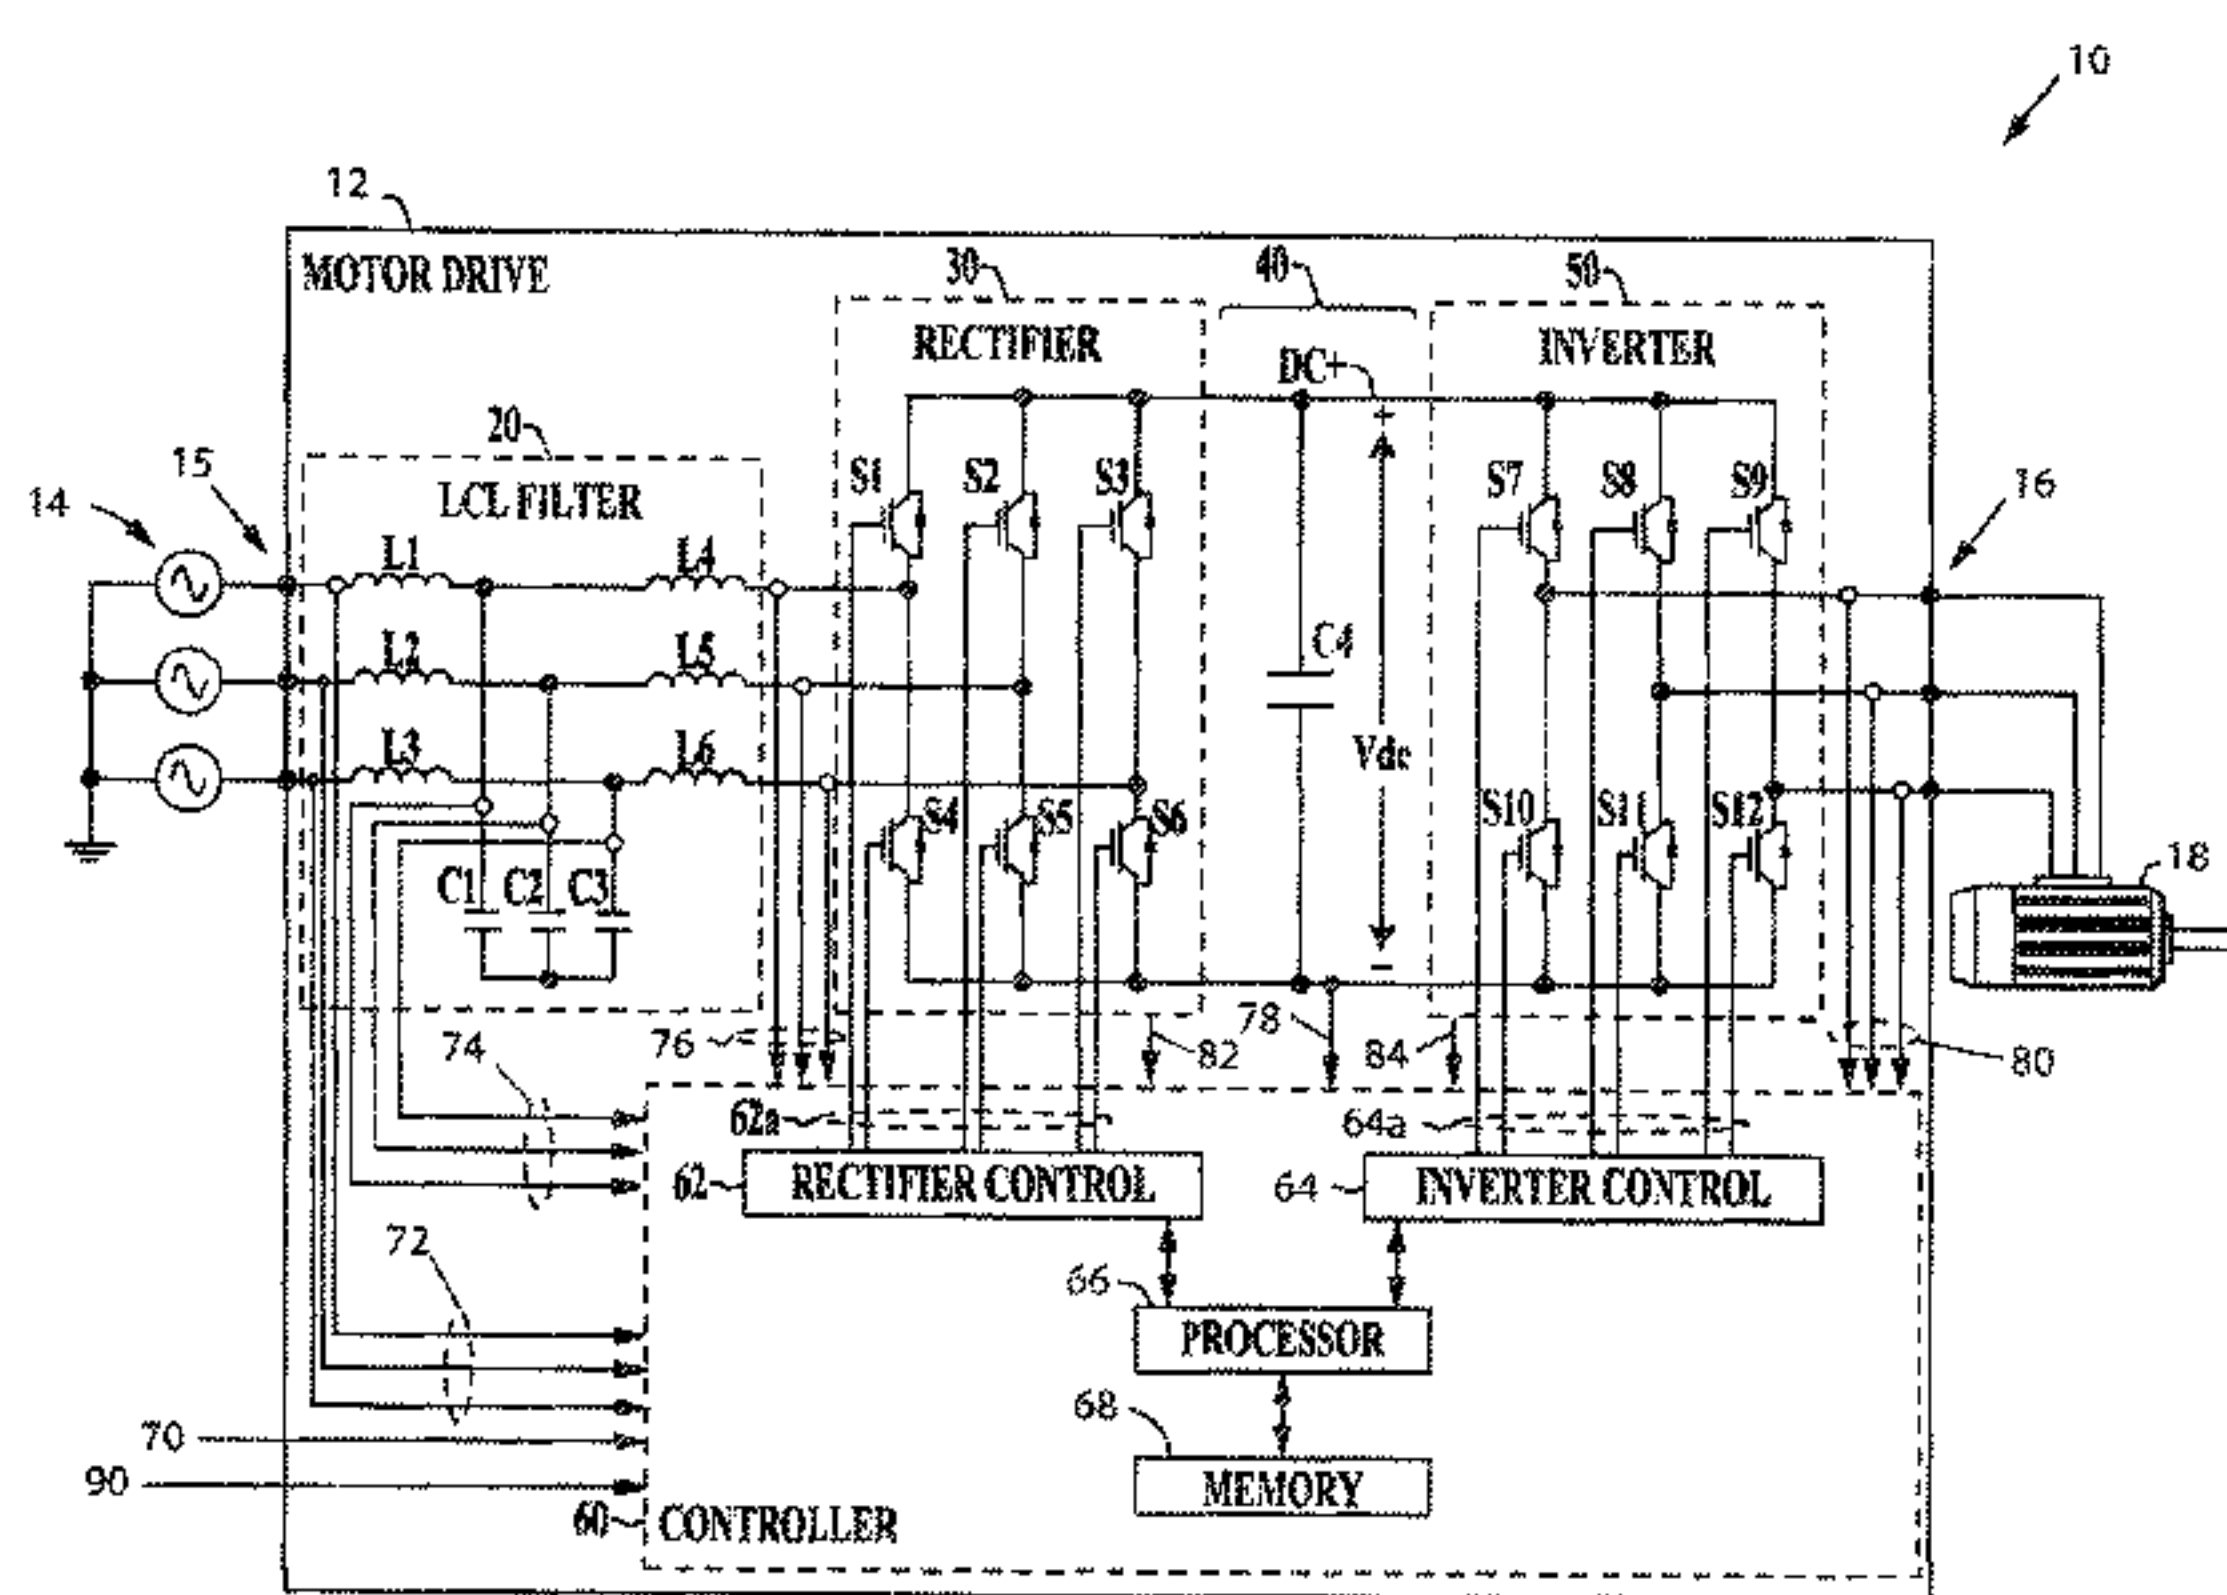 10
12
MOTOR DRIVE
30
40
50
RECTIFIER
INVERTER
DC+
+
20
LCL FILTER
15
14
16
S1
S2
S3
S7
S8
S9
L1
L4
L2
L5
L3
L6
C4
Vdc
S4
S5
S6
S10
S11
S12
C1
C2
C3
18
−
74
76
82
78
84
80
62a
64a
62
RECTIFIER CONTROL
64
INVERTER CONTROL
72
66
PROCESSOR
68
MEMORY
70
90
60
CONTROLLER